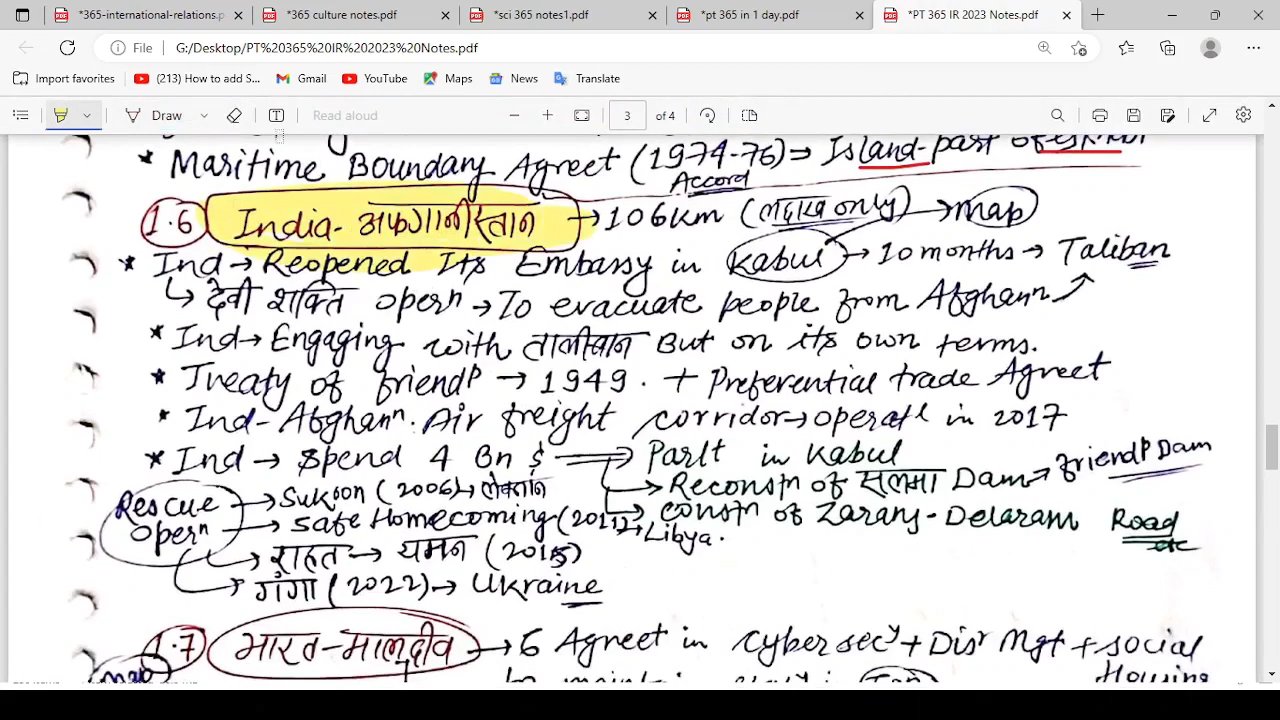 *365-international-relations.p
*365 culture notes.pdf
*sci 365 notes1.pdf
*pt 365 in 1 day.pdf
*PT 365 IR 2023 Notes.pdf
File G:/Desktop/PT%20365%20IR%202023%20Notes.pdf
Import favorites (213) How to add S... Gmail YouTube Maps News Translate
Draw Read aloud 3 of 4
* Maritime Boundary Agreet (1974-76) ⇒ Island-part of
Accord
1.6 India- अफगानीस्तान → 106km (लद्दाख only) → map
* Ind → Reopened Its Embassy in Kabul → 10 months → Taliban
↳ देवी शक्ति operⁿ → To evacuate people from Afghanⁿ
* Ind → Engaging with तालीबान But on its own terms.
* Treaty of friendᵖ → 1949. + Preferential trade Agreet
* Ind-Afghanⁿ. Air freight corridor → operatˡ in 2017
* Ind → Spend 4 Bn $ ⇒ Parlt in Kabul
→ Reconstⁿ of सलमा Dam → friendᵖ Dam
→ constⁿ of Zaranj-Delaram Road etc
Rescue Operⁿ → Sukoon (2006) → लेबनान
→ Safe Homecoming (2011) → Libya.
→ राहत → यमन (2015)
→ गंगा (2022) → Ukraine
1.7 भारत-मालदीव → 6 Agreet in cyber secʸ + Disʳ Mgt + social
Housing
map